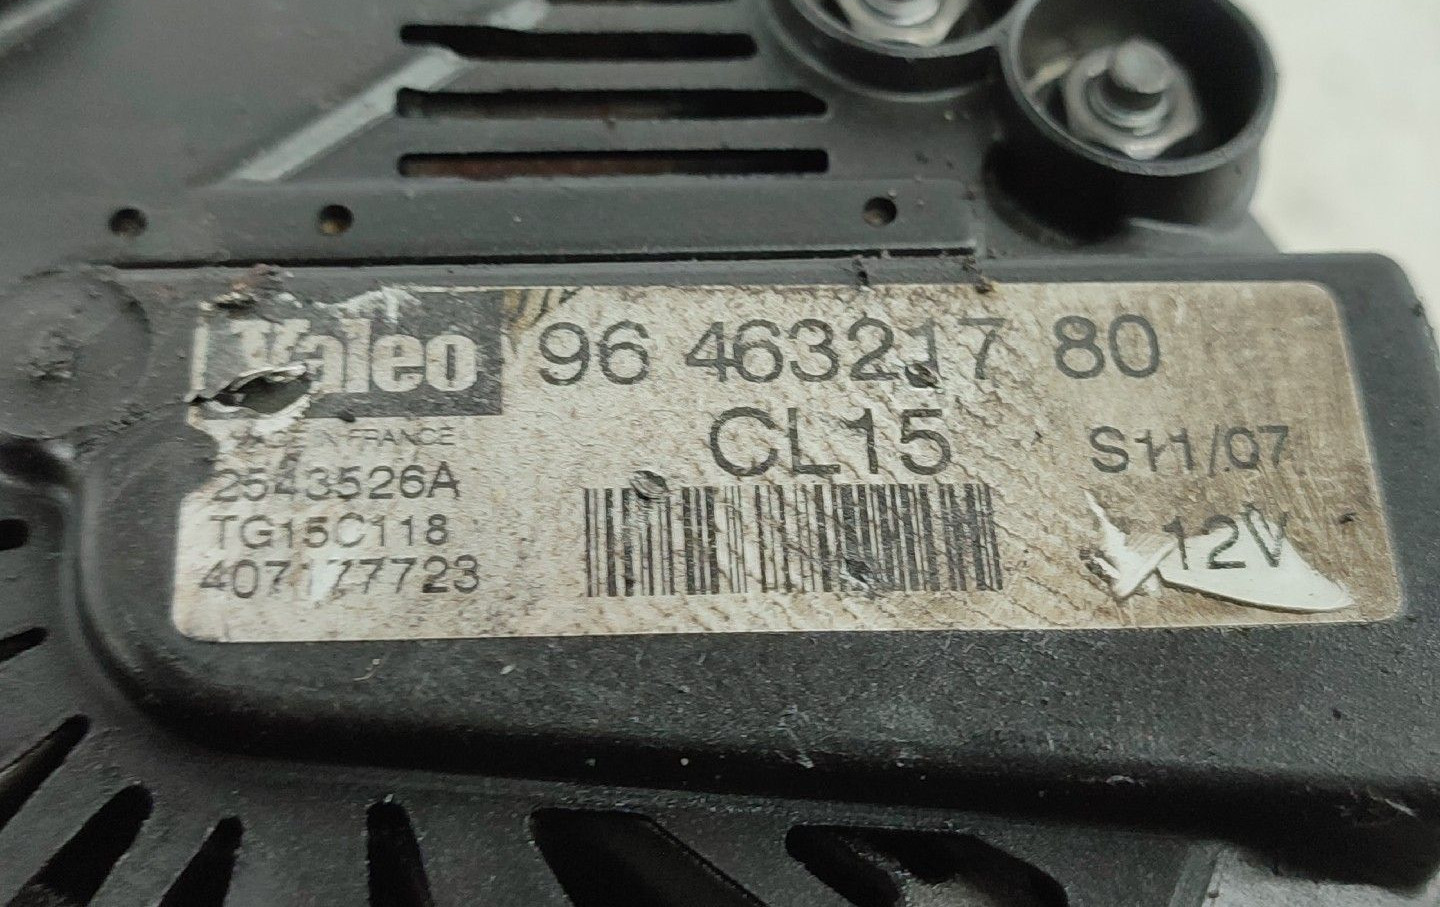 Valeo
96 463217 80
CL15
MADE IN FRANCE
S11/07
2543526A
TG15C118
12V
407177723